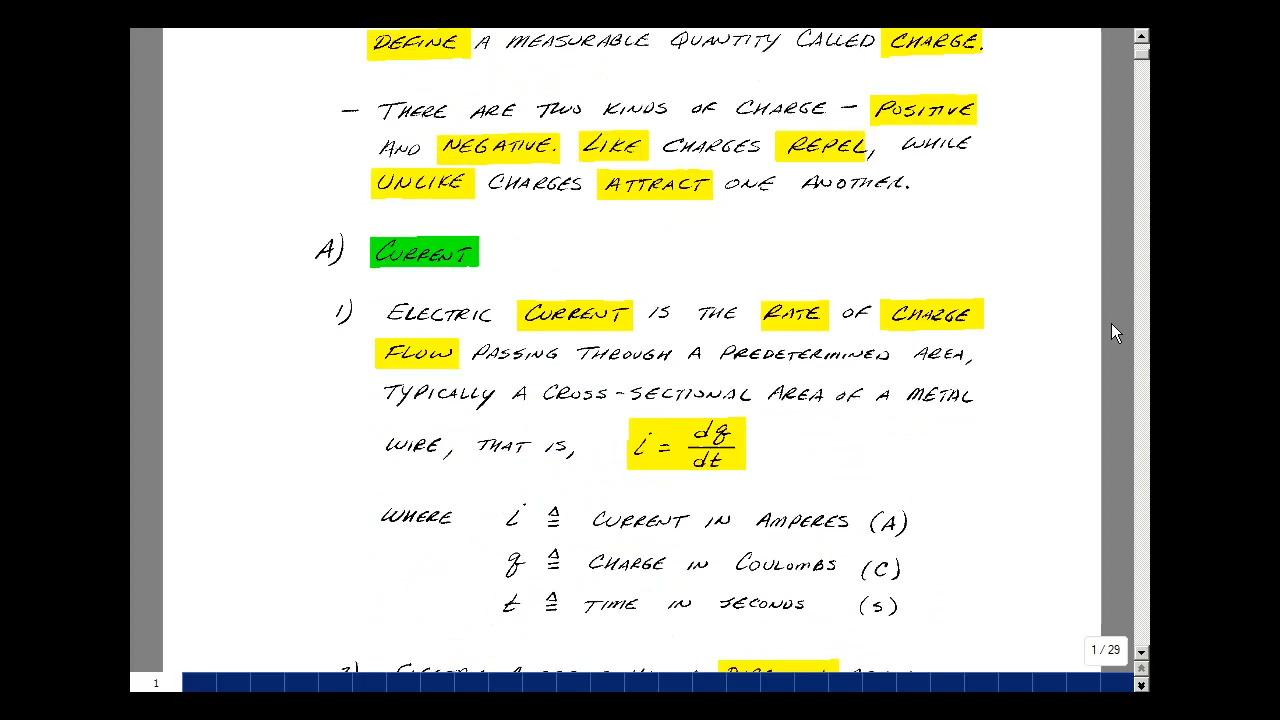 DEFINE A MEASURABLE QUANTITY CALLED CHARGE.
– THERE ARE TWO KINDS OF CHARGE – POSITIVE
AND NEGATIVE. LIKE CHARGES REPEL, WHILE
UNLIKE CHARGES ATTRACT ONE ANOTHER.
A) CURRENT
1) ELECTRIC CURRENT IS THE RATE OF CHARGE
FLOW PASSING THROUGH A PREDETERMINED AREA,
TYPICALLY A CROSS-SECTIONAL AREA OF A METAL
WIRE, THAT IS, i = dq/dt
WHERE i ≜ CURRENT IN AMPERES (A)
q ≜ CHARGE IN COULOMBS (C)
t ≜ TIME IN SECONDS (s)
1 / 29
1